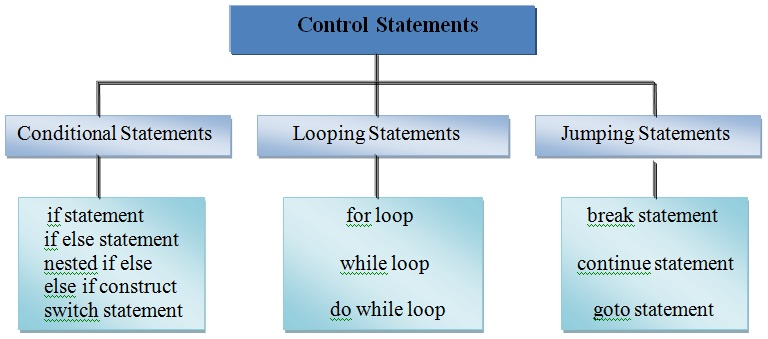 Control Statements
Conditional Statements
Looping Statements
Jumping Statements
if statement
if else statement
nested if else
else if construct
switch statement
for loop
while loop
do while loop
break statement
continue statement
goto statement